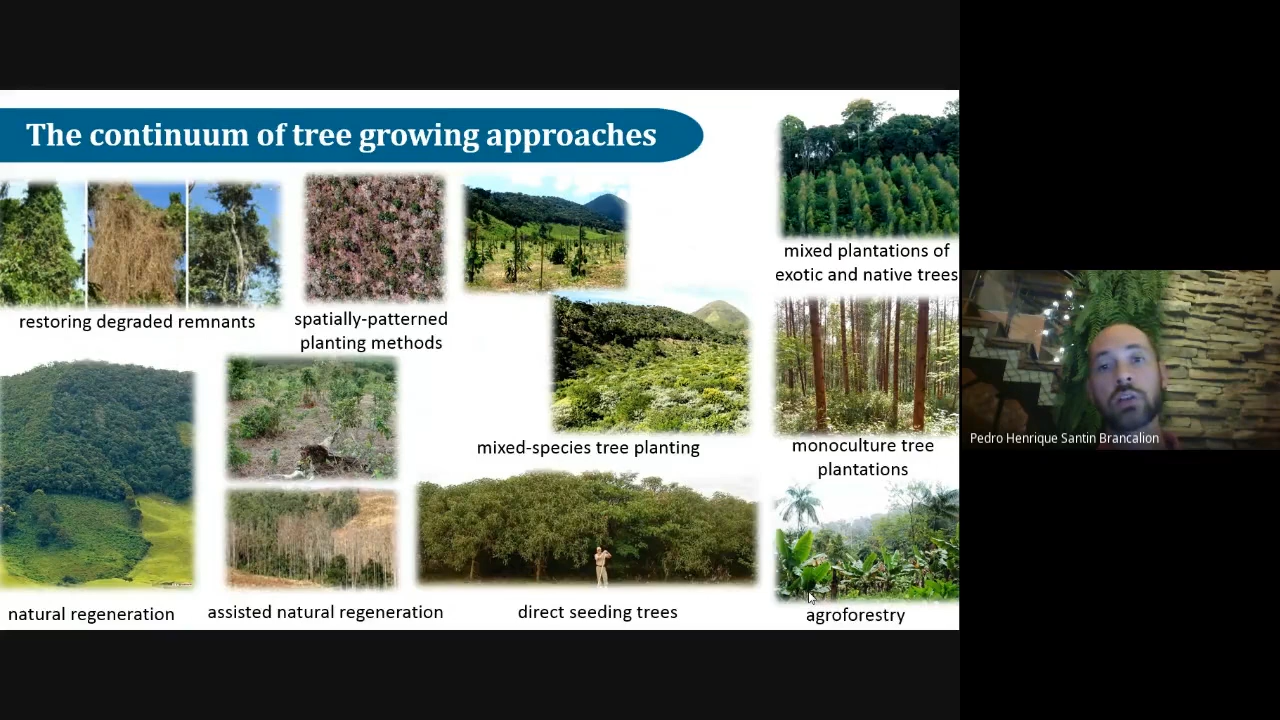 The continuum of tree growing approaches
restoring degraded remnants
spatially-patterned
planting methods
mixed plantations of
exotic and native trees
mixed-species tree planting
monoculture tree
plantations
natural regeneration
assisted natural regeneration
direct seeding trees
agroforestry
Pedro Henrique Santin Brancalion